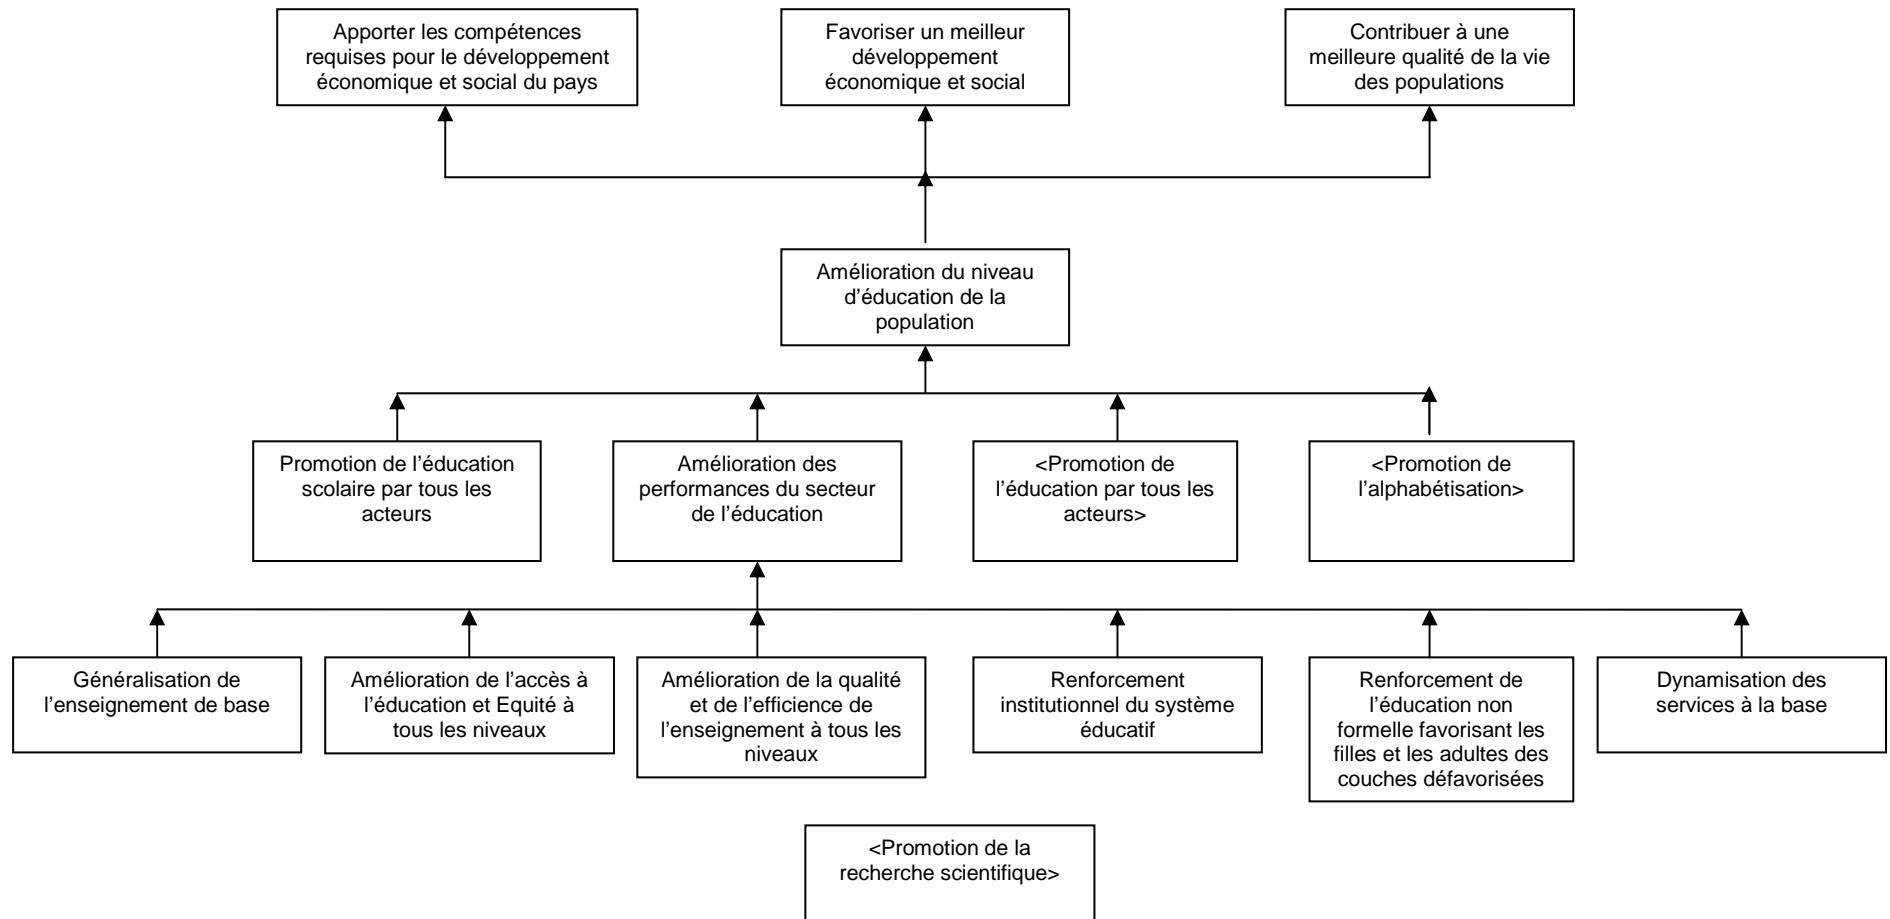 Apporter les compétences
requises pour le développement
économique et social du pays
Favoriser un meilleur
développement
économique et social
Contribuer à une
meilleure qualité de la vie
des populations
Amélioration du niveau
d’éducation de la
population
Promotion de l’éducation
scolaire par tous les
acteurs
Amélioration des
performances du secteur
de l’éducation
<Promotion de
l’éducation par tous les
acteurs>
<Promotion de
l’alphabétisation>
Généralisation de
l’enseignement de base
Amélioration de l’accès à
l’éducation et Equité à
tous les niveaux
Amélioration de la qualité
et de l’efficience de
l’enseignement à tous les
niveaux
Renforcement
institutionnel du système
éducatif
Renforcement de
l’éducation non
formelle favorisant les
filles et les adultes des
couches défavorisées
Dynamisation des
services à la base
<Promotion de la
recherche scientifique>